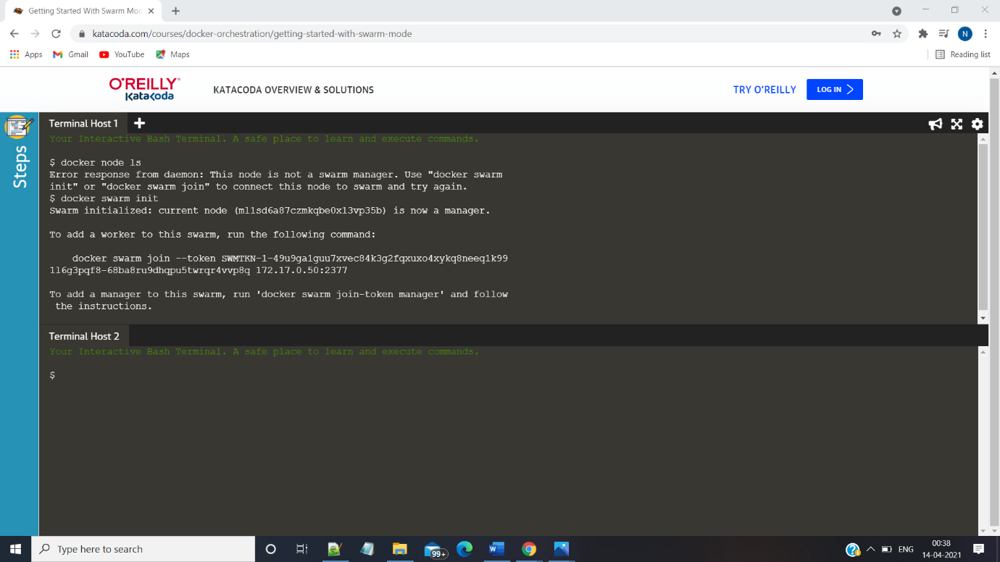 Getting Started With Swarm Mod
katacoda.com/courses/docker-orchestration/getting-started-with-swarm-mode
N
Apps Gmail YouTube Maps Reading list
O'REILLY
Katacoda
KATACODA OVERVIEW & SOLUTIONS
TRY O'REILLY
LOG IN
Steps
Terminal Host 1
Your Interactive Bash Terminal. A safe place to learn and execute commands.
$ docker node ls
Error response from daemon: This node is not a swarm manager. Use "docker swarm
init" or "docker swarm join" to connect this node to swarm and try again.
$ docker swarm init
Swarm initialized: current node (mllsd6a87czmkqbe0xl3vp35b) is now a manager.
To add a worker to this swarm, run the following command:
docker swarm join --token SWMTKN-1-49u9ga1guu7xvec84k3g2fqxuxo4xykq8neeq1k99
1l6g3pqf8-68ba8ru9dhqpu5twrqr4vvp8q 172.17.0.50:2377
To add a manager to this swarm, run 'docker swarm join-token manager' and follow
the instructions.
Terminal Host 2
Your Interactive Bash Terminal. A safe place to learn and execute commands.
$
Type here to search
99+
W
ENG
00:38
14-04-2021